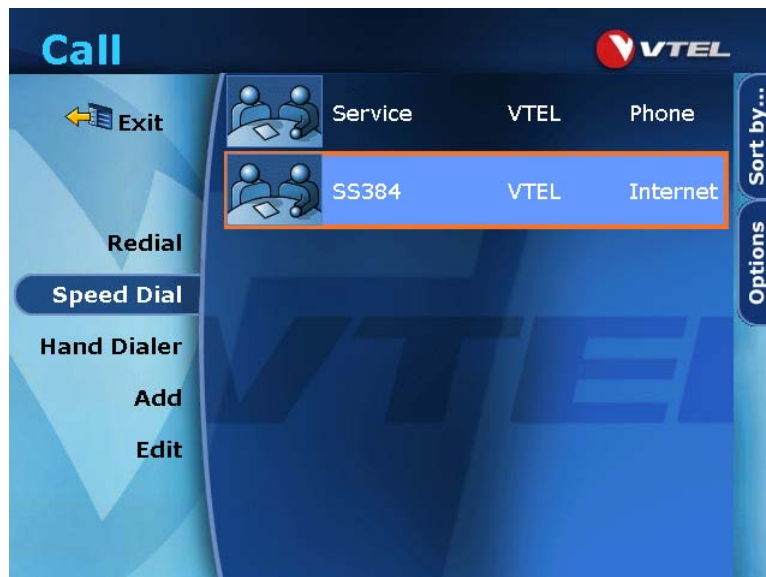 Call
VTEL
Exit
Service VTEL Phone
SS384 VTEL Internet
Redial
Speed Dial
Hand Dialer
Add
Edit
Sort by...
Options
VTEL